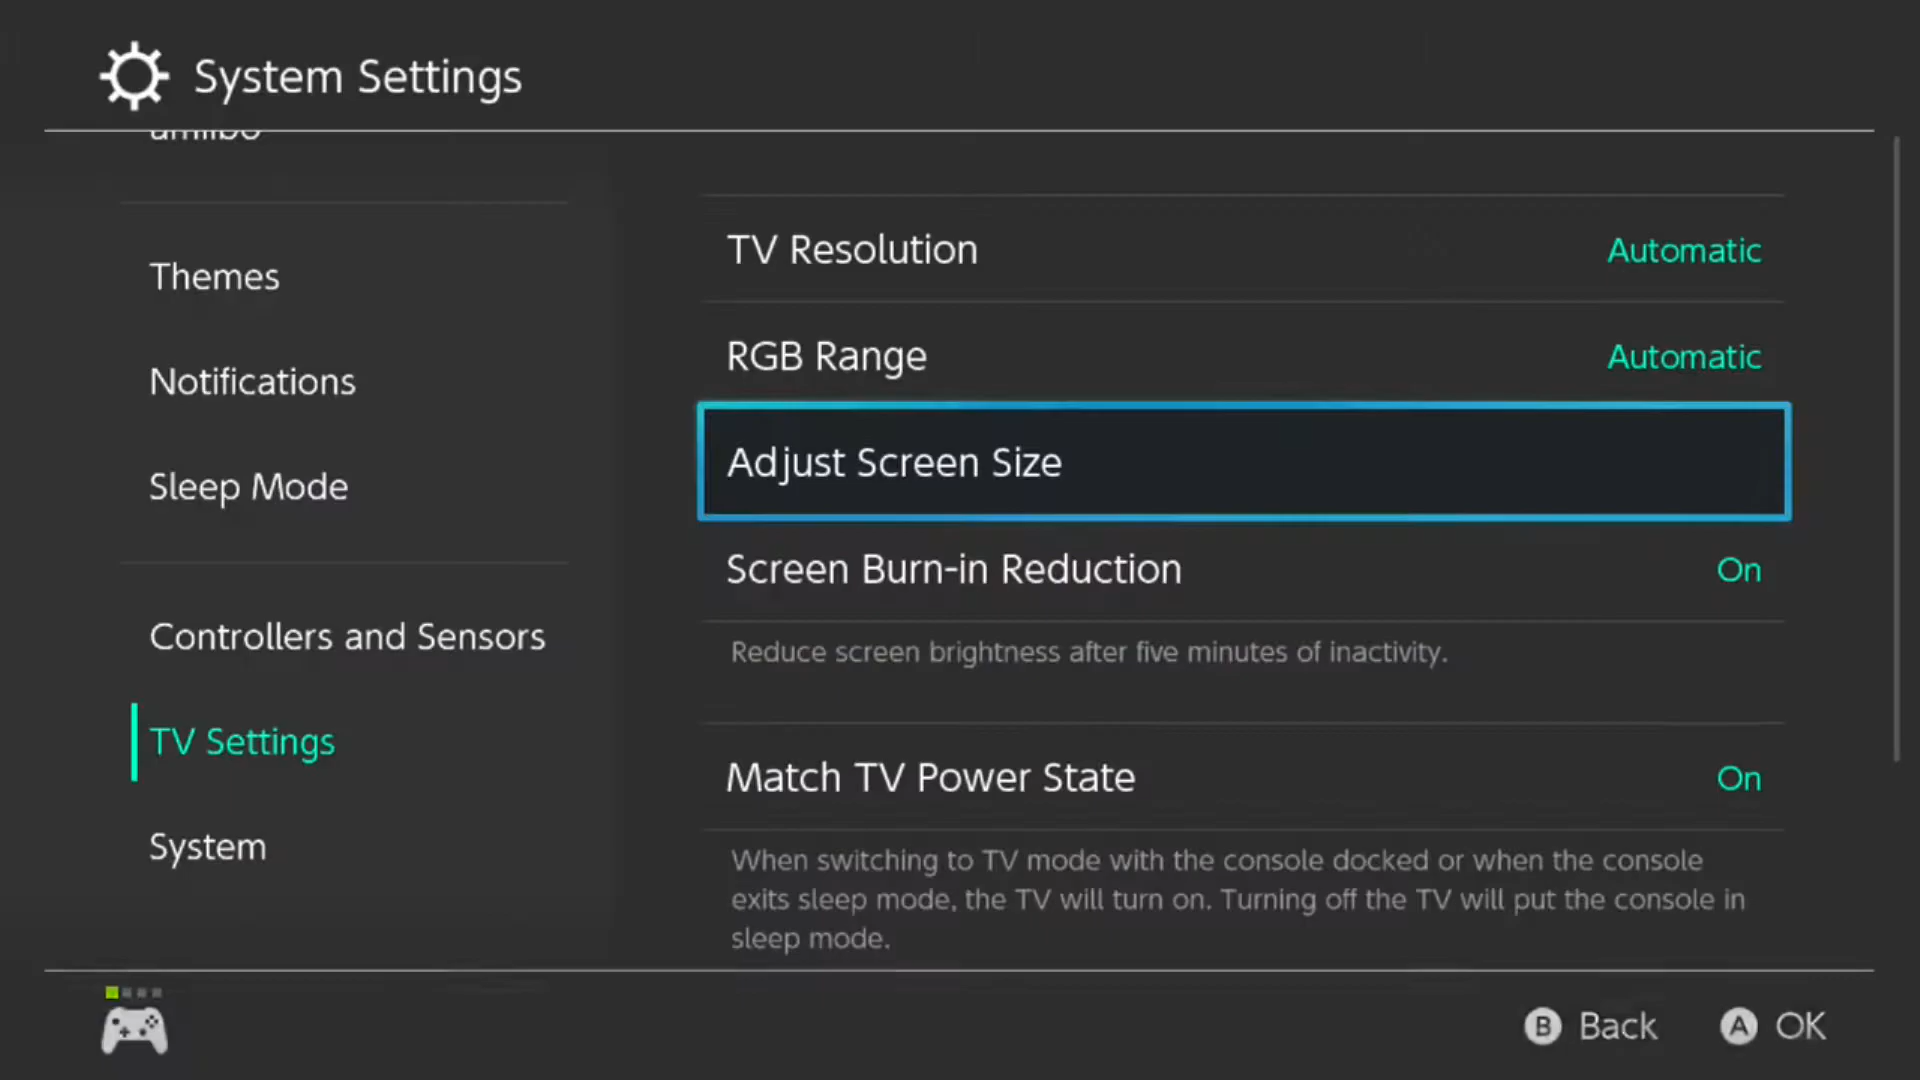 System Settings
amiibo
Themes
Notifications
Sleep Mode
Controllers and Sensors
TV Settings
System
TV Resolution Automatic
RGB Range Automatic
Adjust Screen Size
Screen Burn-in Reduction On
Reduce screen brightness after five minutes of inactivity.
Match TV Power State On
When switching to TV mode with the console docked or when the console
exits sleep mode, the TV will turn on. Turning off the TV will put the console in
sleep mode.
B Back A OK